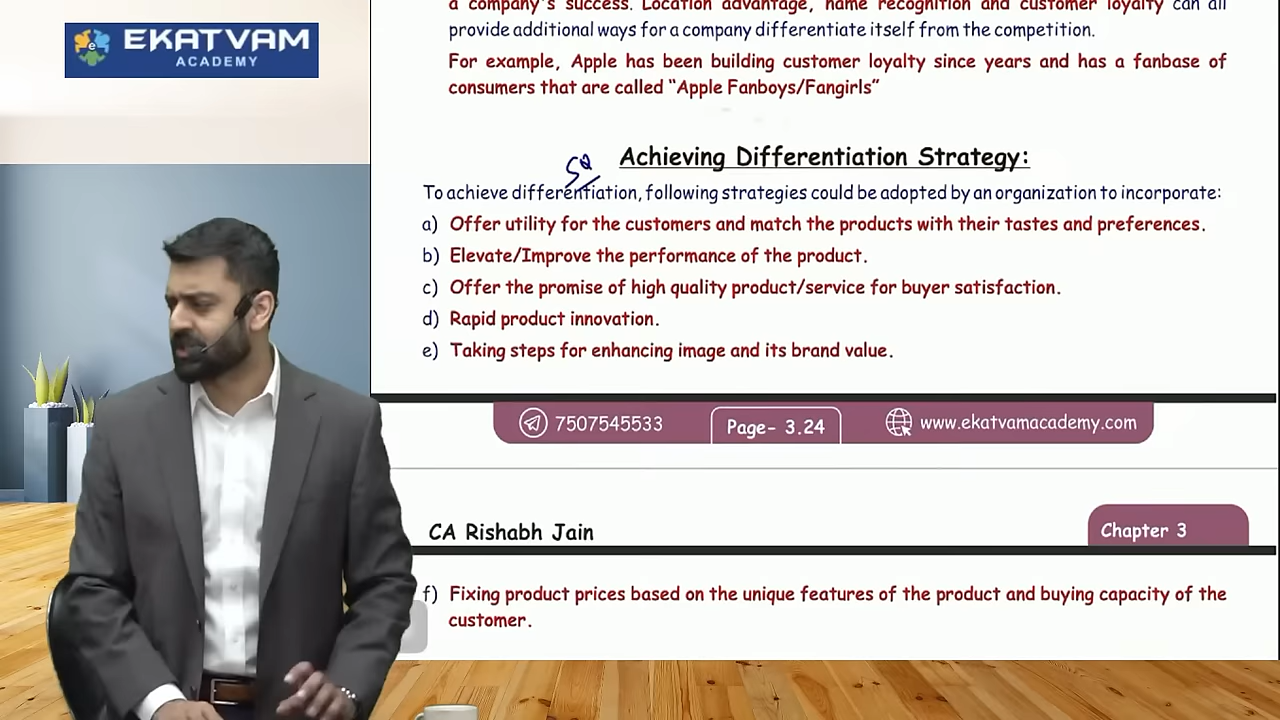 EKATVAM
ACADEMY
a company's success. Location advantage, name recognition and customer loyalty can all
provide additional ways for a company differentiate itself from the competition.
For example, Apple has been building customer loyalty since years and has a fanbase of
consumers that are called “Apple Fanboys/Fangirls”
Achieving Differentiation Strategy:
To achieve differentiation, following strategies could be adopted by an organization to incorporate:
a) Offer utility for the customers and match the products with their tastes and preferences.
b) Elevate/Improve the performance of the product.
c) Offer the promise of high quality product/service for buyer satisfaction.
d) Rapid product innovation.
e) Taking steps for enhancing image and its brand value.
7507545533
Page- 3.24
www.ekatvamacademy.com
CA Rishabh Jain
Chapter 3
f) Fixing product prices based on the unique features of the product and buying capacity of the
customer.